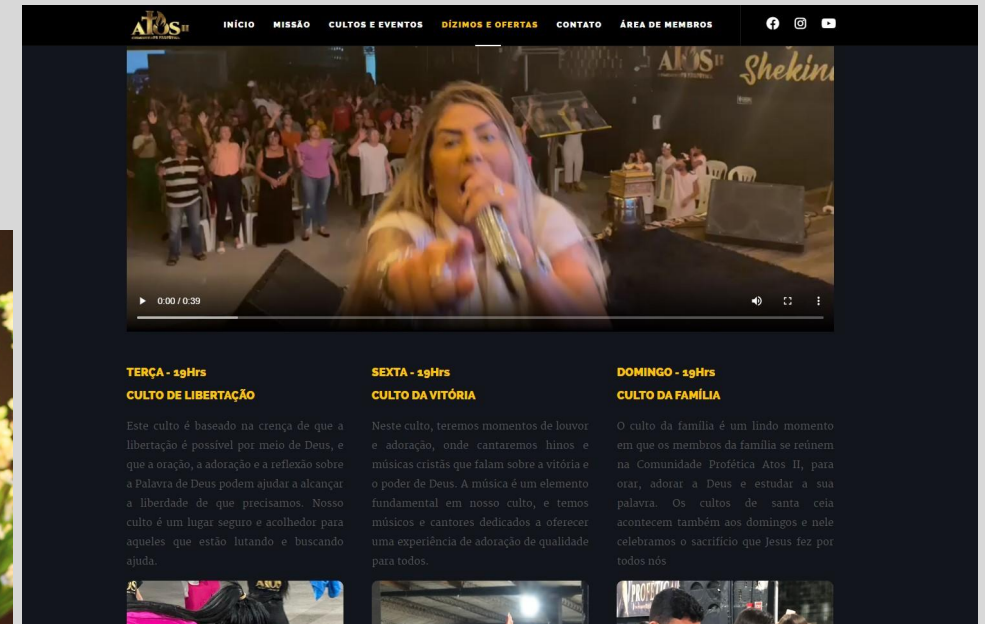 ATOS II
INÍCIO MISSÃO CULTOS E EVENTOS DÍZIMOS E OFERTAS CONTATO ÁREA DE MEMBROS
ATOS II
Shekin
0:00 / 0:39
TERÇA - 19Hrs
CULTO DE LIBERTAÇÃO
Este culto é baseado na crença de que a
libertação é possível por meio de Deus, e
que a oração, a adoração e a reflexão sobre
a Palavra de Deus podem ajudar a alcançar
a liberdade de que precisamos. Nosso
culto é um lugar seguro e acolhedor para
aqueles que estão lutando e buscando
ajuda.
SEXTA - 19Hrs
CULTO DA VITÓRIA
Neste culto, teremos momentos de louvor
e adoração, onde cantaremos hinos e
músicas cristãs que falam sobre a vitória e
o poder de Deus. A música é um elemento
fundamental em nosso culto, e temos
músicos e cantores dedicados a oferecer
uma experiência de adoração de qualidade
para todos.
DOMINGO - 19Hrs
CULTO DA FAMÍLIA
O culto da família é um lindo momento
em que os membros da família se reúnem
na Comunidade Profética Atos II, para
orar, adorar a Deus e estudar a sua
palavra. Os cultos de santa ceia
acontecem também aos domingos e nele
celebramos o sacrifício que Jesus fez por
todos nós